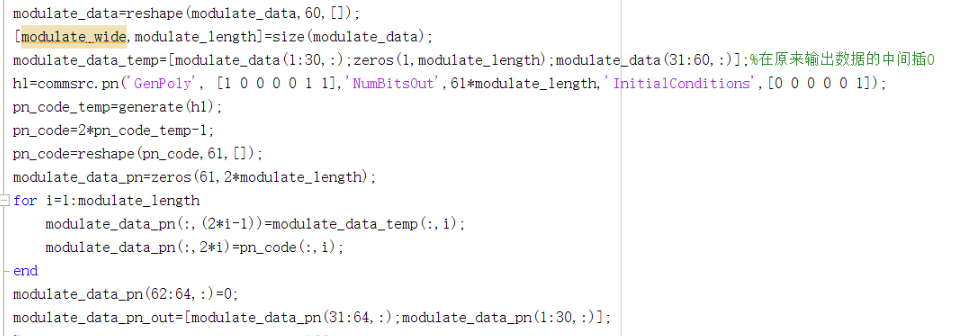 modulate_data=reshape(modulate_data,60,[]);
[modulate_wide,modulate_length]=size(modulate_data);
modulate_data_temp=[modulate_data(1:30,:);zeros(1,modulate_length);modulate_data(31:60,:)];%在原来输出数据的中间插0
h1=commsrc.pn('GenPoly', [1 0 0 0 0 1 1],'NumBitsOut',61*modulate_length,'InitialConditions',[0 0 0 0 0 1]);
pn_code_temp=generate(h1);
pn_code=2*pn_code_temp-1;
pn_code=reshape(pn_code,61,[]);
modulate_data_pn=zeros(61,2*modulate_length);
for i=1:modulate_length
    modulate_data_pn(:,(2*i-1))=modulate_data_temp(:,i);
    modulate_data_pn(:,2*i)=pn_code(:,i);
end
modulate_data_pn(62:64,:)=0;
modulate_data_pn_out=[modulate_data_pn(31:64,:);modulate_data_pn(1:30,:)];